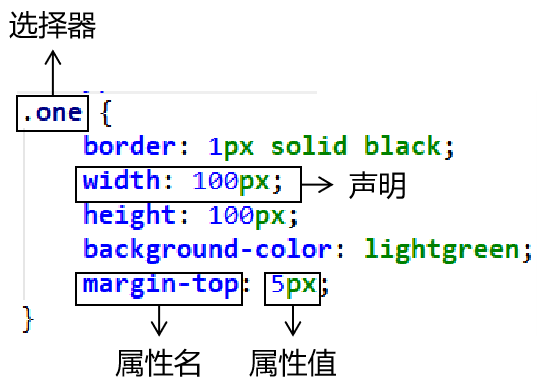 选择器
.one {
border: 1px solid black;
width: 100px;
声明
height: 100px;
background-color: lightgreen;
margin-top: 5px;
}
属性名 属性值